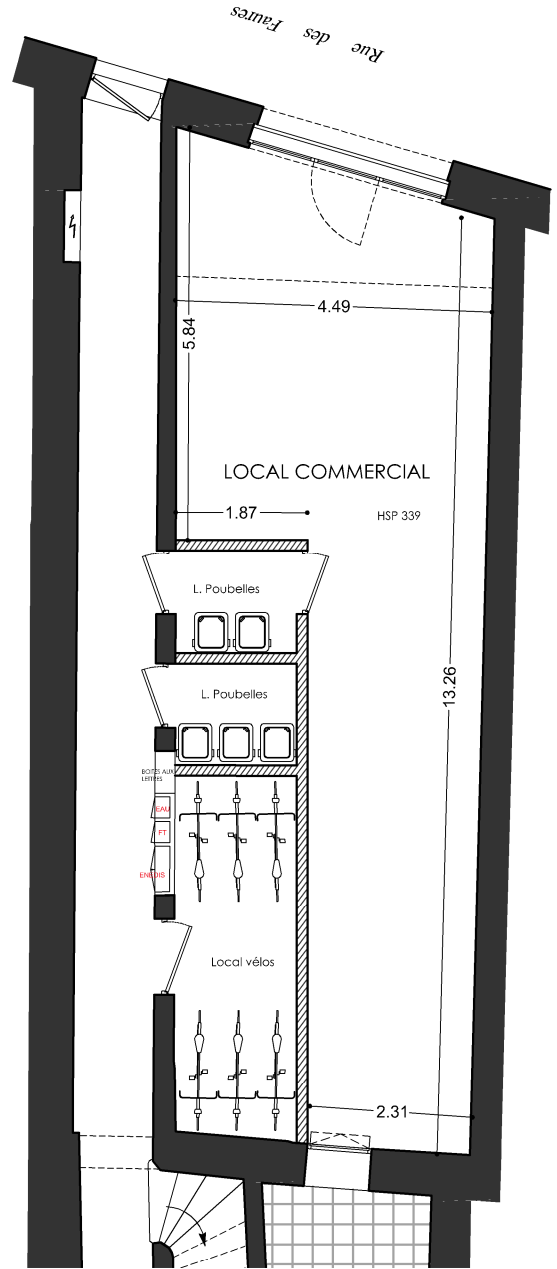 Rue des Faures
4.49
5.84
LOCAL COMMERCIAL
1.87
HSP 339
L. Poubelles
13.26
L. Poubelles
BOITES AUX
LETTRES
EAU
FT
ENEDIS
Local vélos
2.31